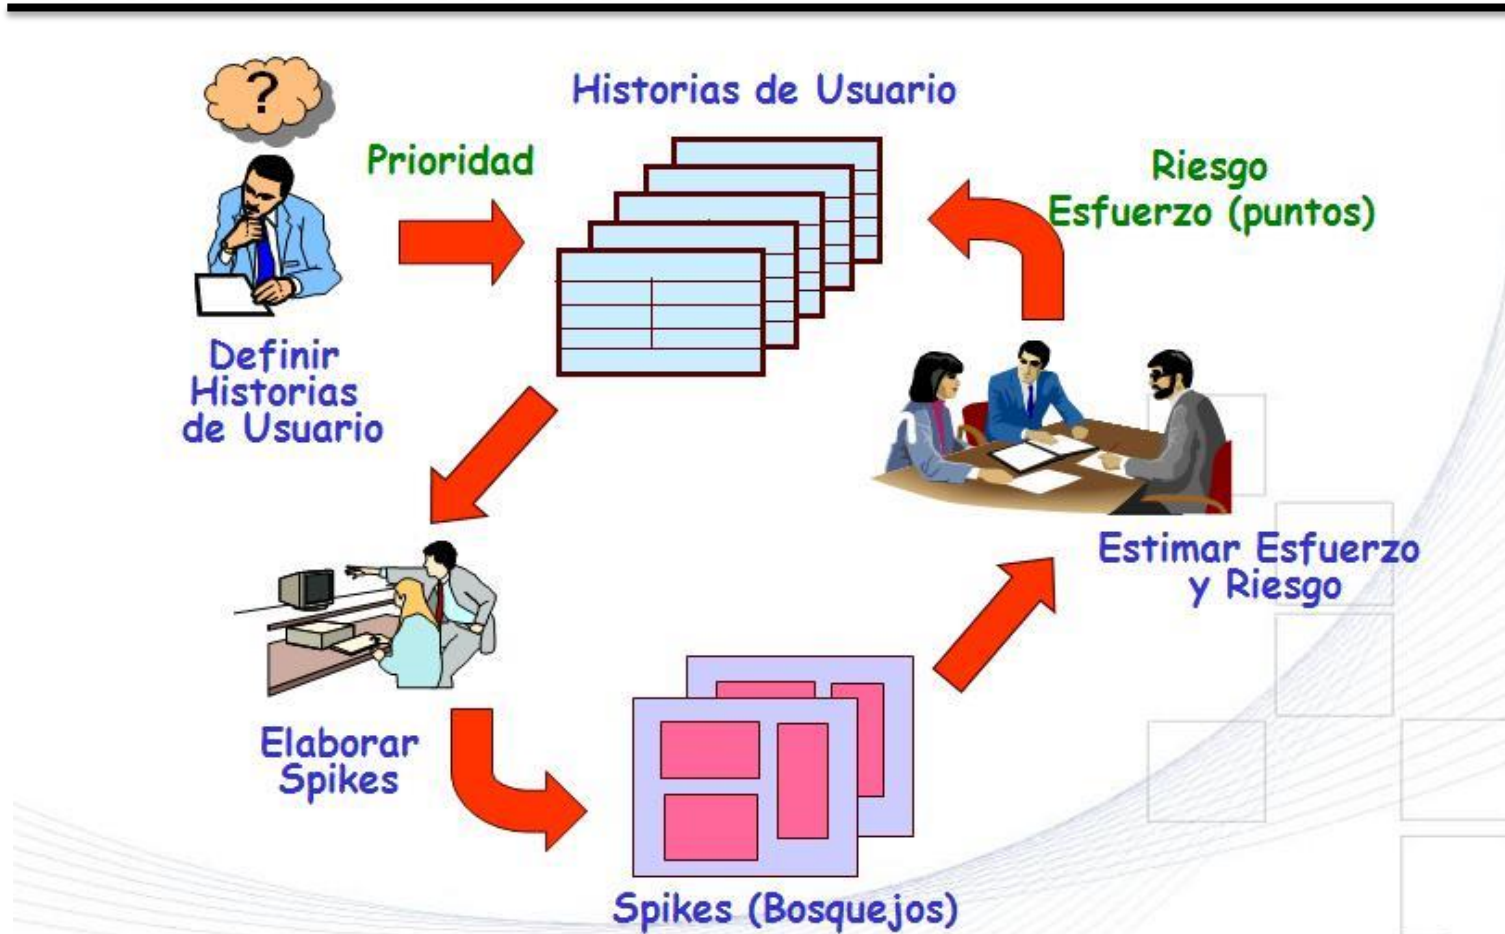 ?
Historias de Usuario
Prioridad
Riesgo
Esfuerzo (puntos)
Definir
Historias
de Usuario
Estimar Esfuerzo
y Riesgo
Elaborar
Spikes
Spikes (Bosquejos)